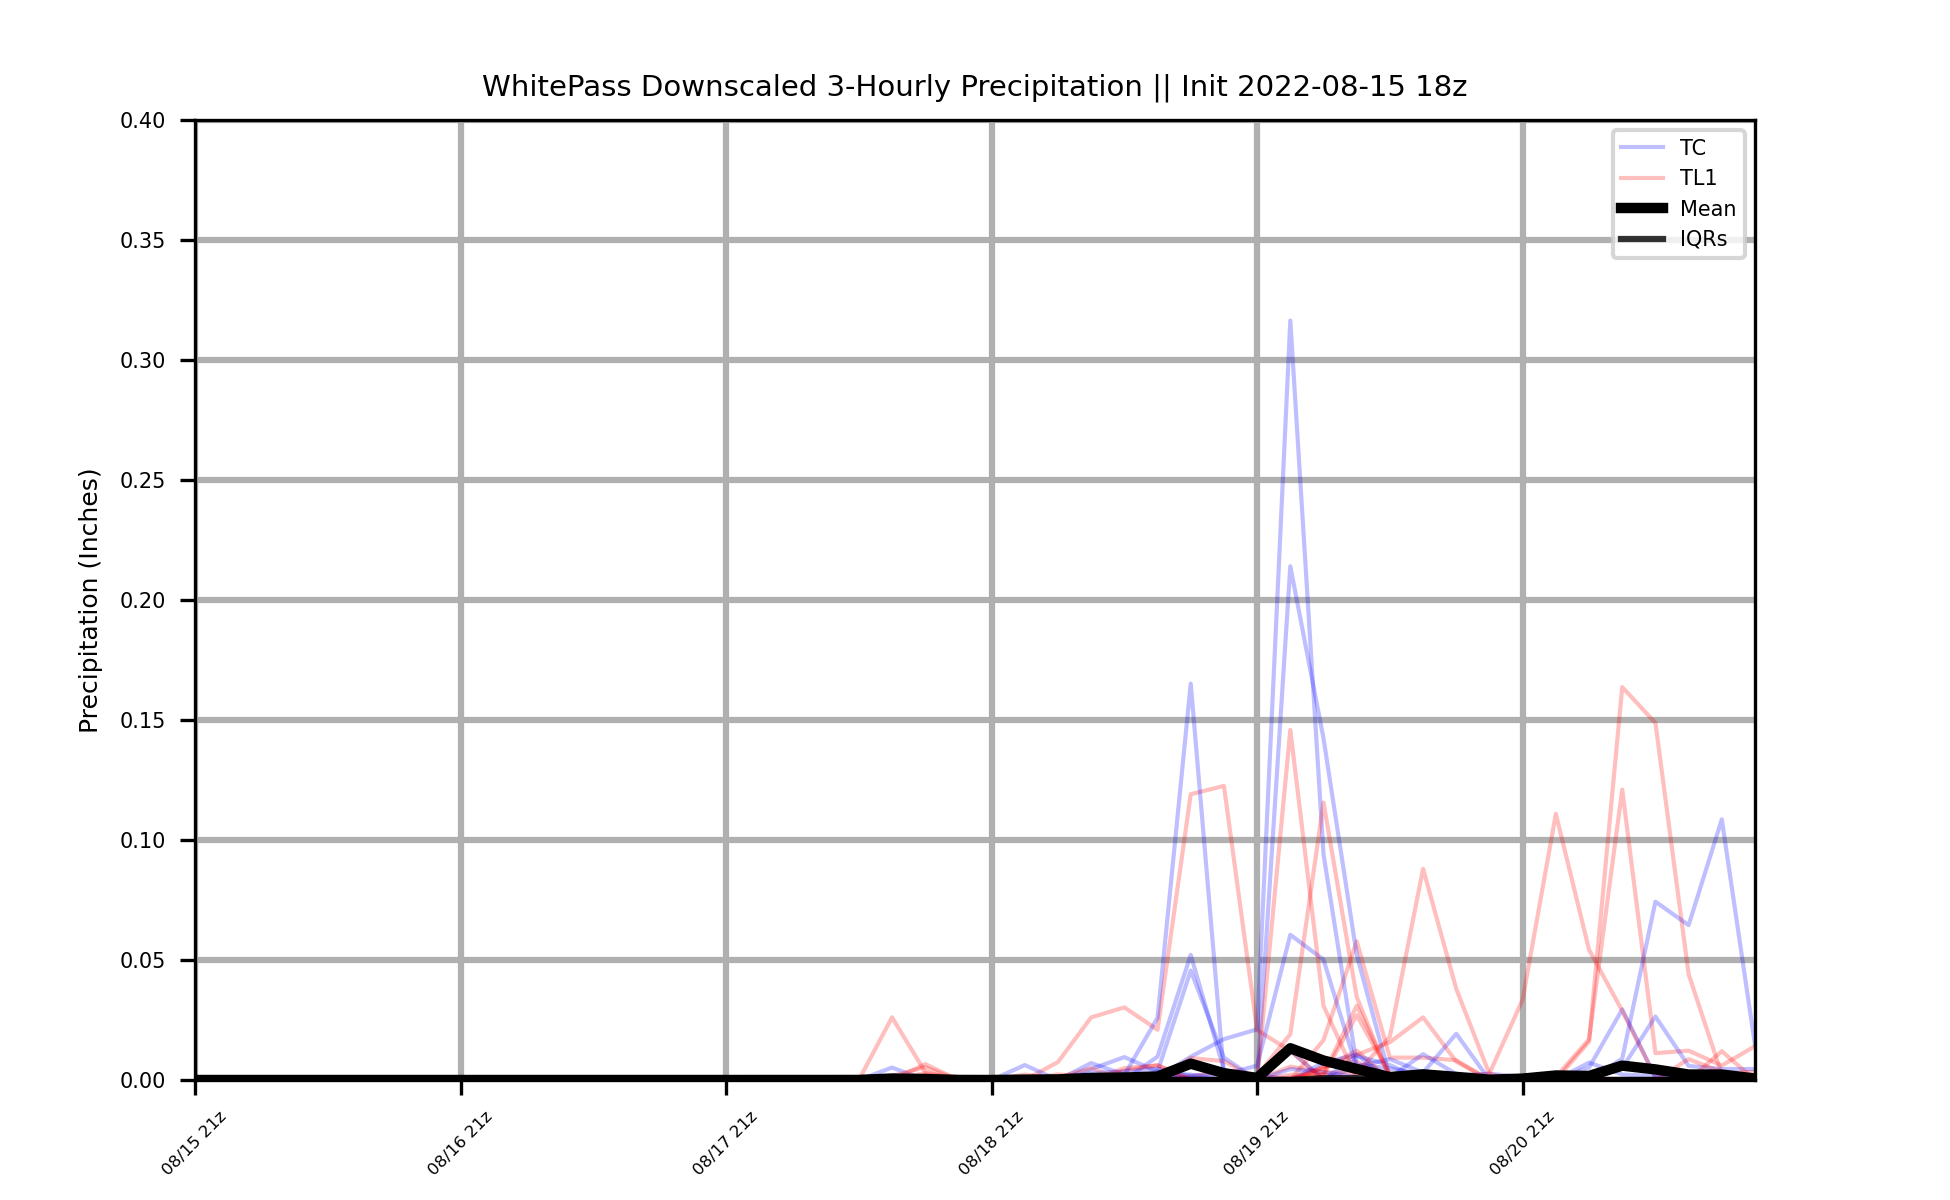 WhitePass Downscaled 3-Hourly Precipitation || Init 2022-08-15 18z
0.40
0.35
0.30
0.25
0.20
0.15
0.10
0.05
0.00
Precipitation (Inches)
TC
TL1
Mean
IQRs
08/15 21z
08/16 21z
08/17 21z
08/18 21z
08/19 21z
08/20 21z